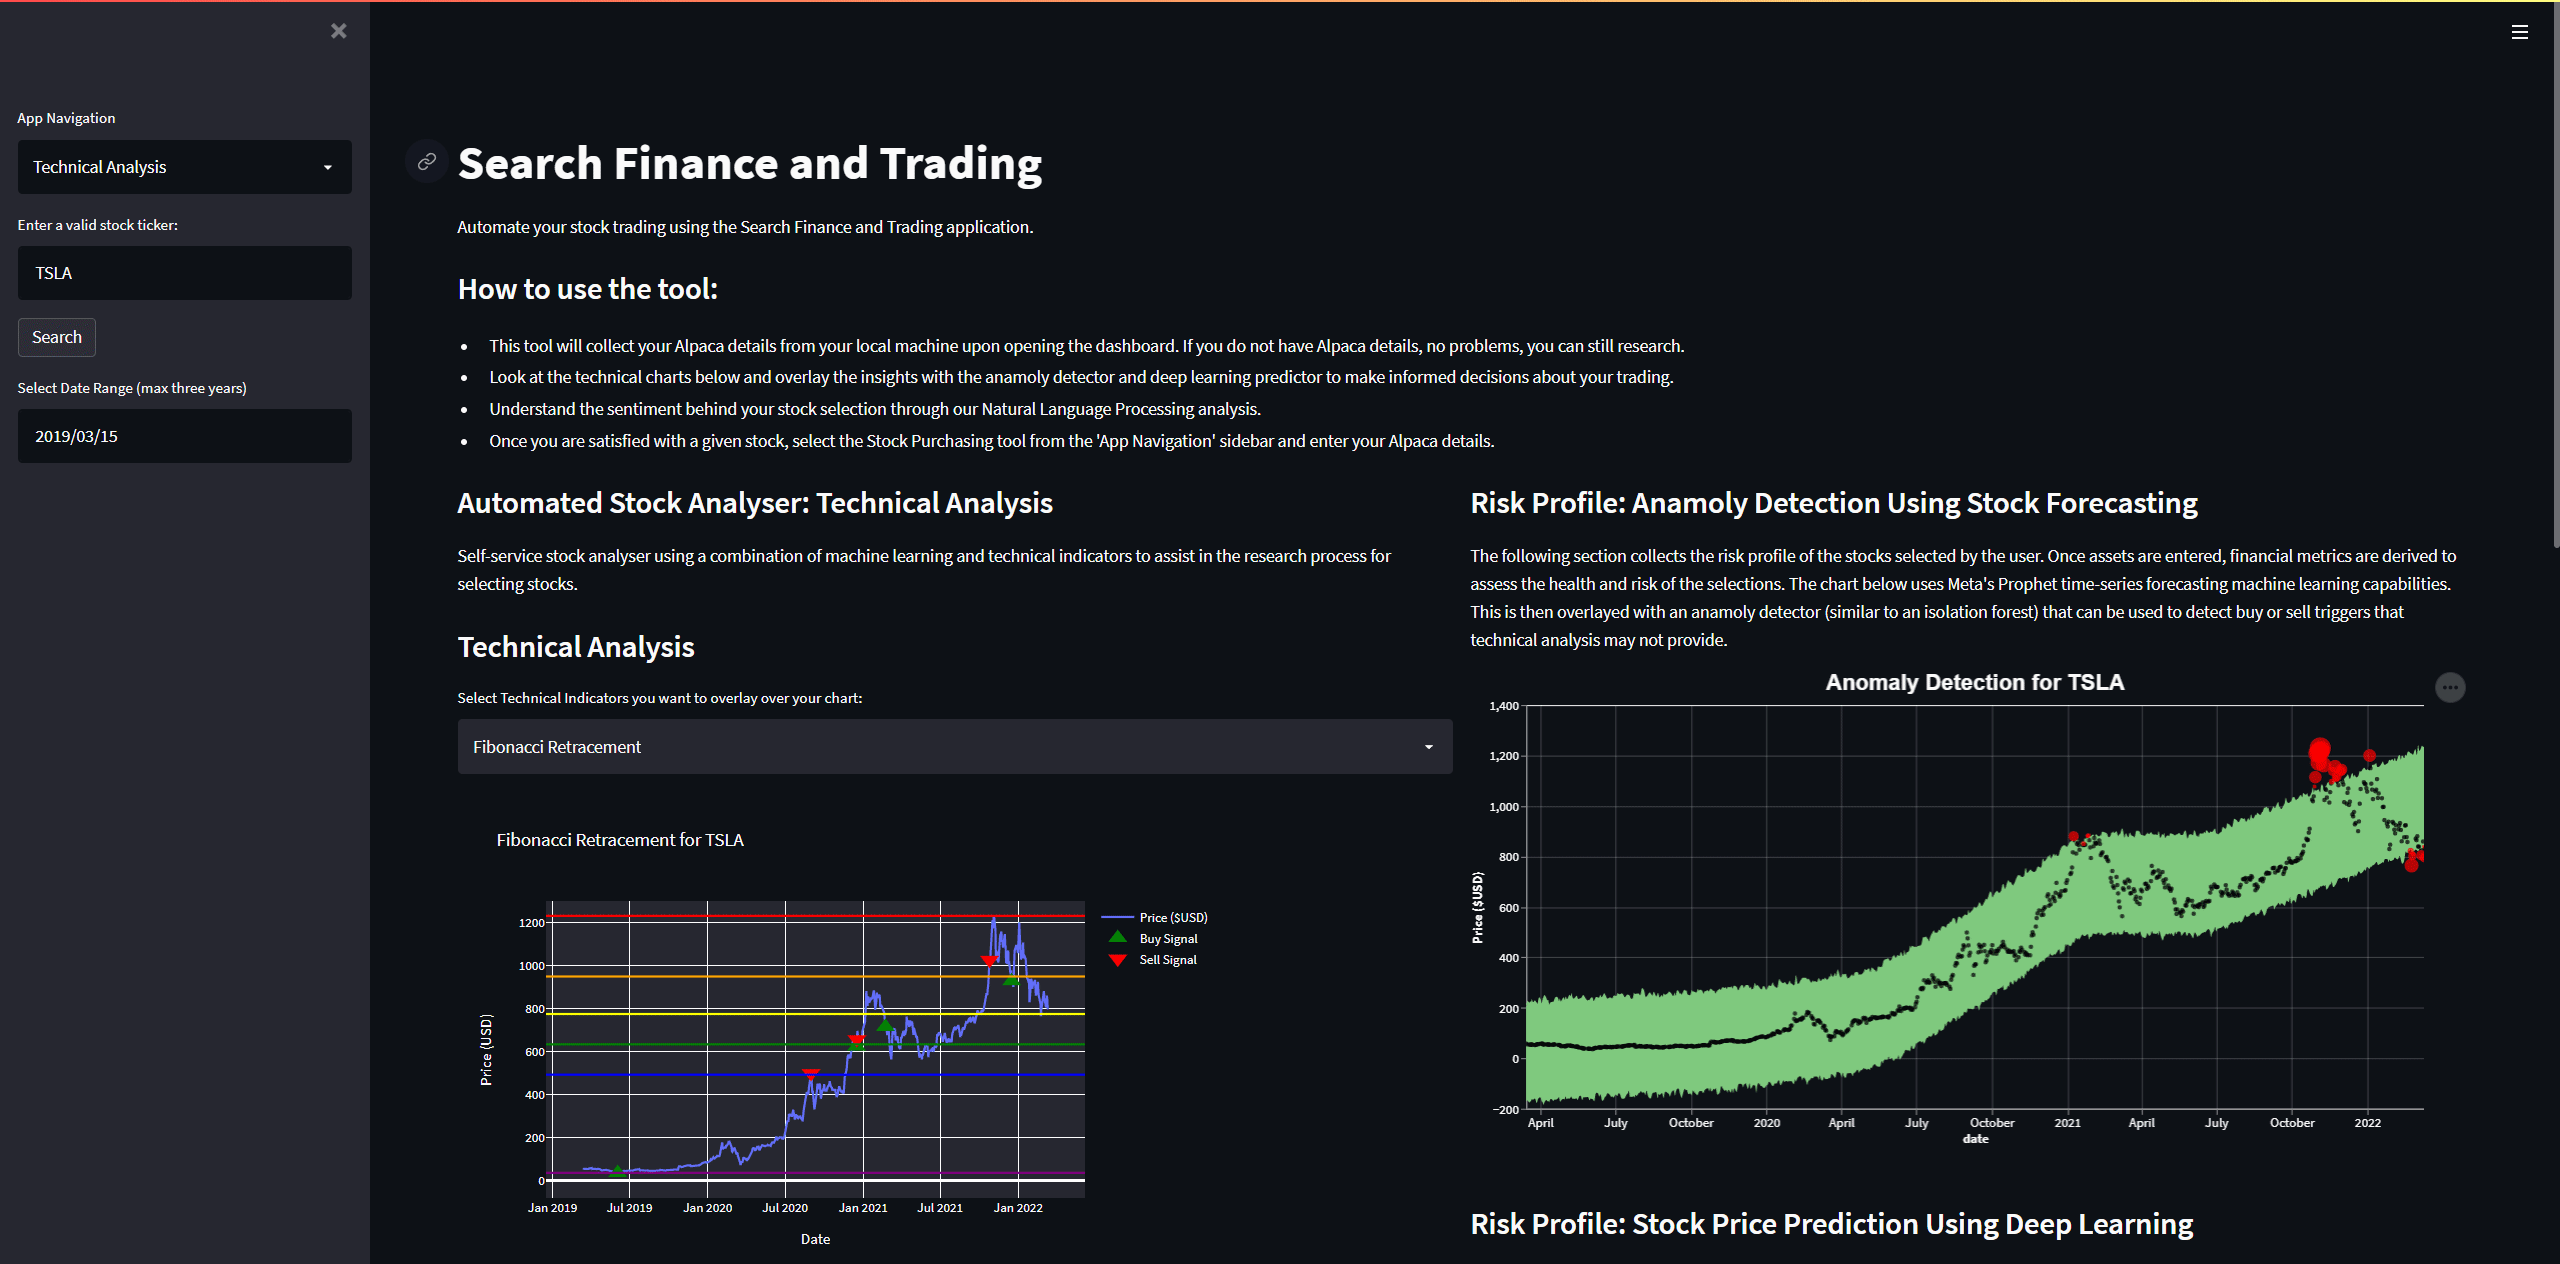 App Navigation
Technical Analysis
Enter a valid stock ticker:
TSLA
Search
Select Date Range (max three years)
2019/03/15
Search Finance and Trading
Automate your stock trading using the Search Finance and Trading application.
How to use the tool:
• This tool will collect your Alpaca details from your local machine upon opening the dashboard. If you do not have Alpaca details, no problems, you can still research.
• Look at the technical charts below and overlay the insights with the anamoly detector and deep learning predictor to make informed decisions about your trading.
• Understand the sentiment behind your stock selection through our Natural Language Processing analysis.
• Once you are satisfied with a given stock, select the Stock Purchasing tool from the 'App Navigation' sidebar and enter your Alpaca details.
Automated Stock Analyser: Technical Analysis
Self-service stock analyser using a combination of machine learning and technical indicators to assist in the research process for
selecting stocks.
Technical Analysis
Select Technical Indicators you want to overlay over your chart:
Fibonacci Retracement
Fibonacci Retracement for TSLA
1200
1000
800
600
400
200
0
Price (USD)
Jan 2019 Jul 2019 Jan 2020 Jul 2020 Jan 2021 Jul 2021 Jan 2022
Date
Price ($USD)
Buy Signal
Sell Signal
Risk Profile: Anamoly Detection Using Stock Forecasting
The following section collects the risk profile of the stocks selected by the user. Once assets are entered, financial metrics are derived to
assess the health and risk of the selections. The chart below uses Meta's Prophet time-series forecasting machine learning capabilities.
This is then overlayed with an anamoly detector (similar to an isolation forest) that can be used to detect buy or sell triggers that
technical analysis may not provide.
Anomaly Detection for TSLA
1,400
1,200
1,000
800
600
400
200
0
−200
Price ($USD)
April July October 2020 April July October 2021 April July October 2022
date
Risk Profile: Stock Price Prediction Using Deep Learning